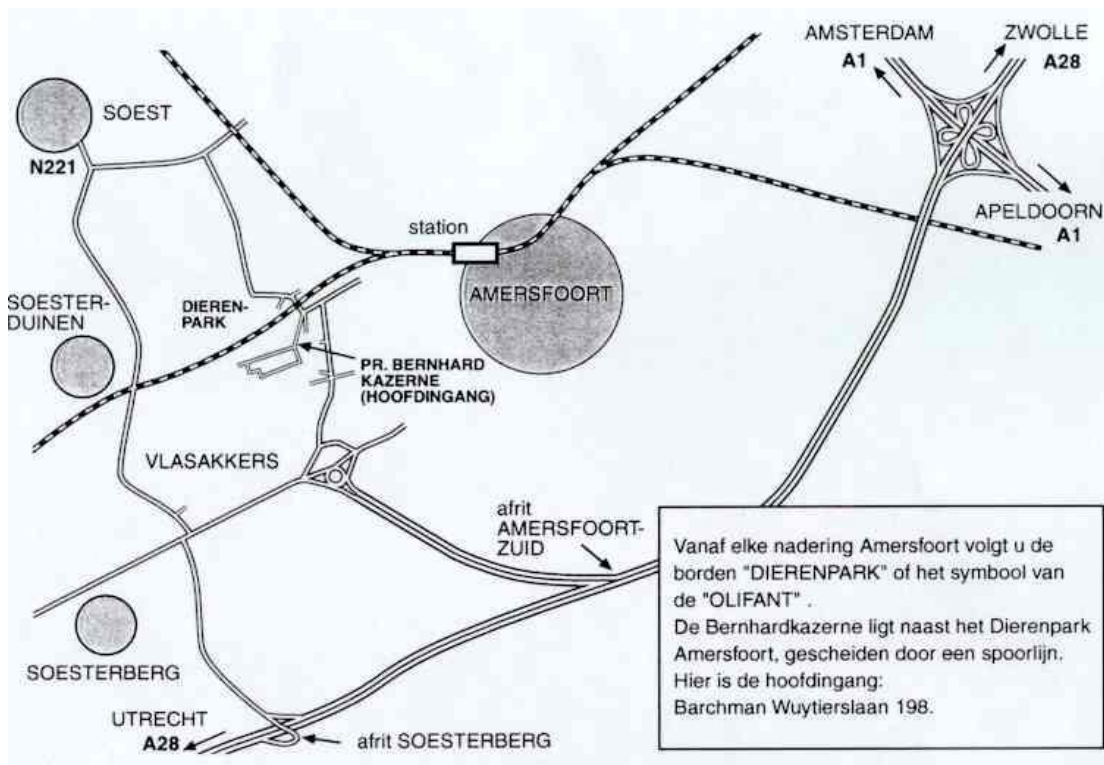 AMSTERDAM
A1
ZWOLLE
A28
SOEST
N221
APELDOORN
A1
station
AMERSFOORT
SOESTER-
DUINEN
DIEREN-
PARK
PR. BERNHARD
KAZERNE
(HOOFDINGANG)
VLASAKKERS
afrit
AMERSFOORT-
ZUID
SOESTERBERG
UTRECHT
A28
afrit SOESTERBERG
Vanaf elke nadering Amersfoort volgt u de
borden "DIERENPARK" of het symbool van
de "OLIFANT" .
De Bernhardkazerne ligt naast het Dierenpark
Amersfoort, gescheiden door een spoorlijn.
Hier is de hoofdingang:
Barchman Wuytierslaan 198.